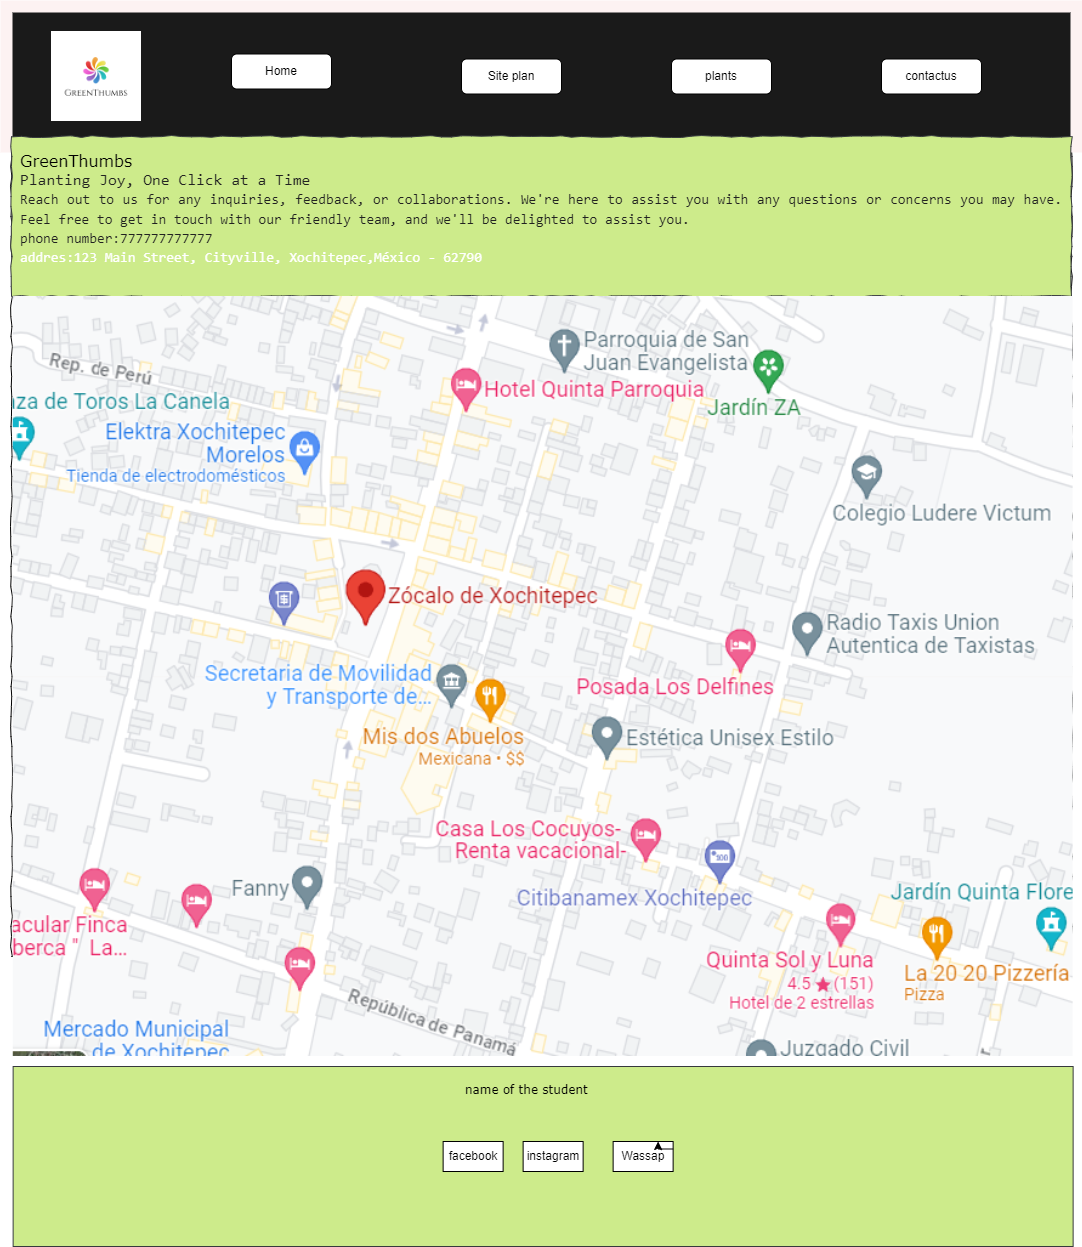 GREENTHUMBS
Home
Site plan
plants
contactus
GreenThumbs
Planting Joy, One Click at a Time
Reach out to us for any inquiries, feedback, or collaborations. We're here to assist you with any questions or concerns you may have.
Feel free to get in touch with our friendly team, and we'll be delighted to assist you.
phone number:777777777777
addres:123 Main Street, Cityville, Xochitepec,México - 62790
Parroquia de San
Juan Evangelista
Rep. de Perú
Hotel Quinta Parroquia
Jardín ZA
za de Toros La Canela
Elektra Xochitepec
Morelos
Tienda de electrodomésticos
Colegio Ludere Victum
Zócalo de Xochitepec
Radio Taxis Union
Autentica de Taxistas
Secretaria de Movilidad
y Transporte de...
Posada Los Delfines
Mis dos Abuelos
Mexicana • $$
Estética Unisex Estilo
Casa Los Cocuyos-
Renta vacacional-
Citibanamex Xochitepec
Fanny
Jardín Quinta Flore
acular Finca
berca " La...
Quinta Sol y Luna
4.5 ★ (151)
Hotel de 2 estrellas
La 20 20 Pizzería
Pizza
República de Panamá
Mercado Municipal
de Xochitepec
Juzgado Civil
name of the student
facebook
instagram
Wassap